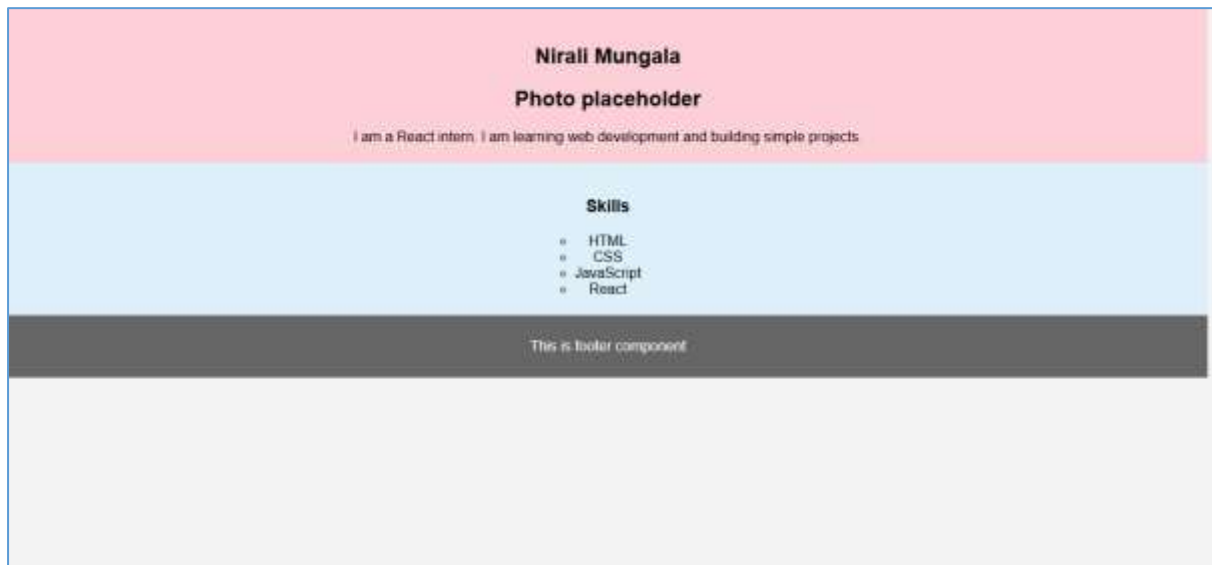 Nirali Mungala
Photo placeholder
I am a React intern. I am learning web development and building simple projects
Skills
HTML
CSS
JavaScript
React
This is footer component